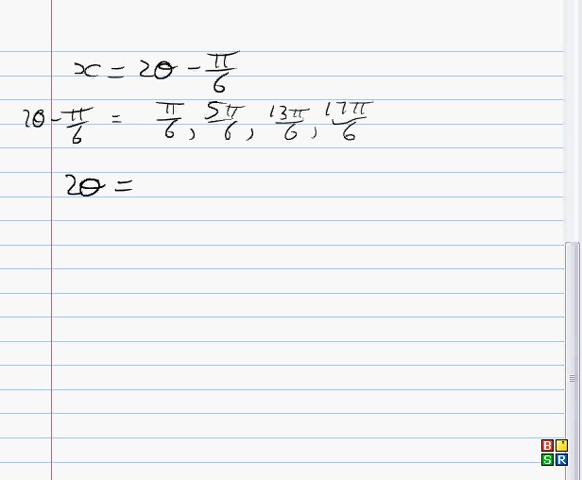 x = 2θ - π/6
2θ - π/6 = π/6, 5π/6, 13π/6, 17π/6
2θ =
B
S R